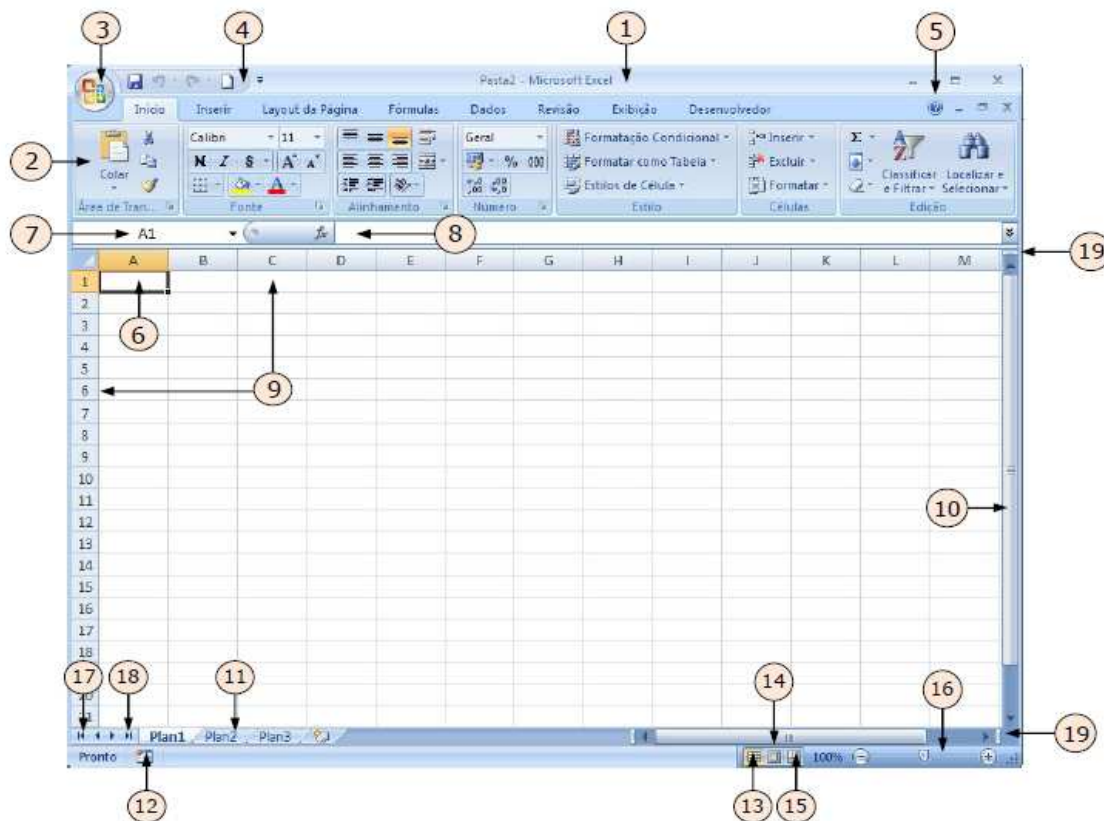 3 4 1 5
Pasta2 - Microsoft Excel
Início Inserir Layout da Página Fórmulas Dados Revisão Exibição Desenvolvedor
Calibri 11 Geral Formatação Condicional Inserir Σ
2 Colar N I S A A % 000 Formatar como Tabela Excluir Classificar e Filtrar Localizar e Selecionar
A Estilos de Célula Formatar
Área de Tran... Fonte Alinhamento Número Estilo Células Edição
7 A1 fx 8
19
A B C D E F G H I J K L M
1
2
3 6
4
5
6 9
7
8
9
10
11 10
12
13
14
15
16
17
18
17 18 11 14 16
20
21
Plan1 Plan2 Plan3 19
Pronto 100%
12 13 15